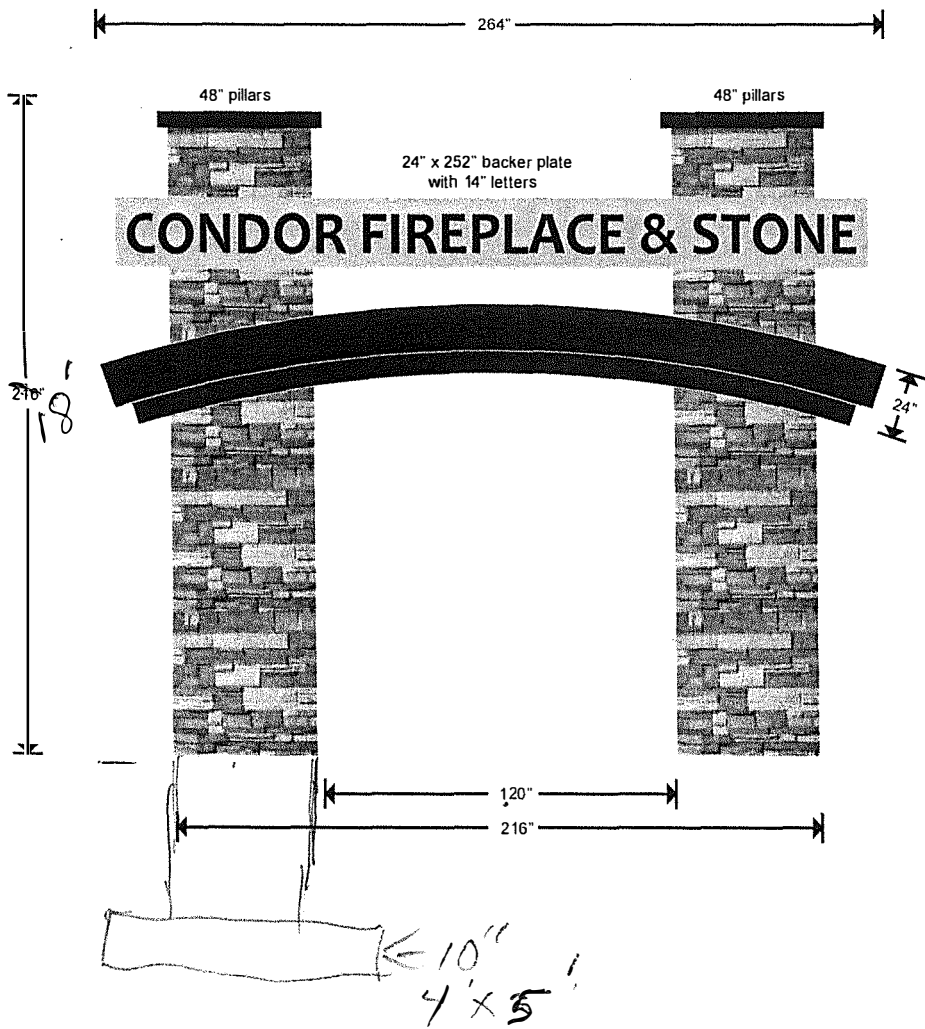 264"
48" pillars
48" pillars
24" x 252" backer plate
with 14" letters
CONDOR FIREPLACE & STONE
18'
24"
120"
216"
10"
4' x 5'